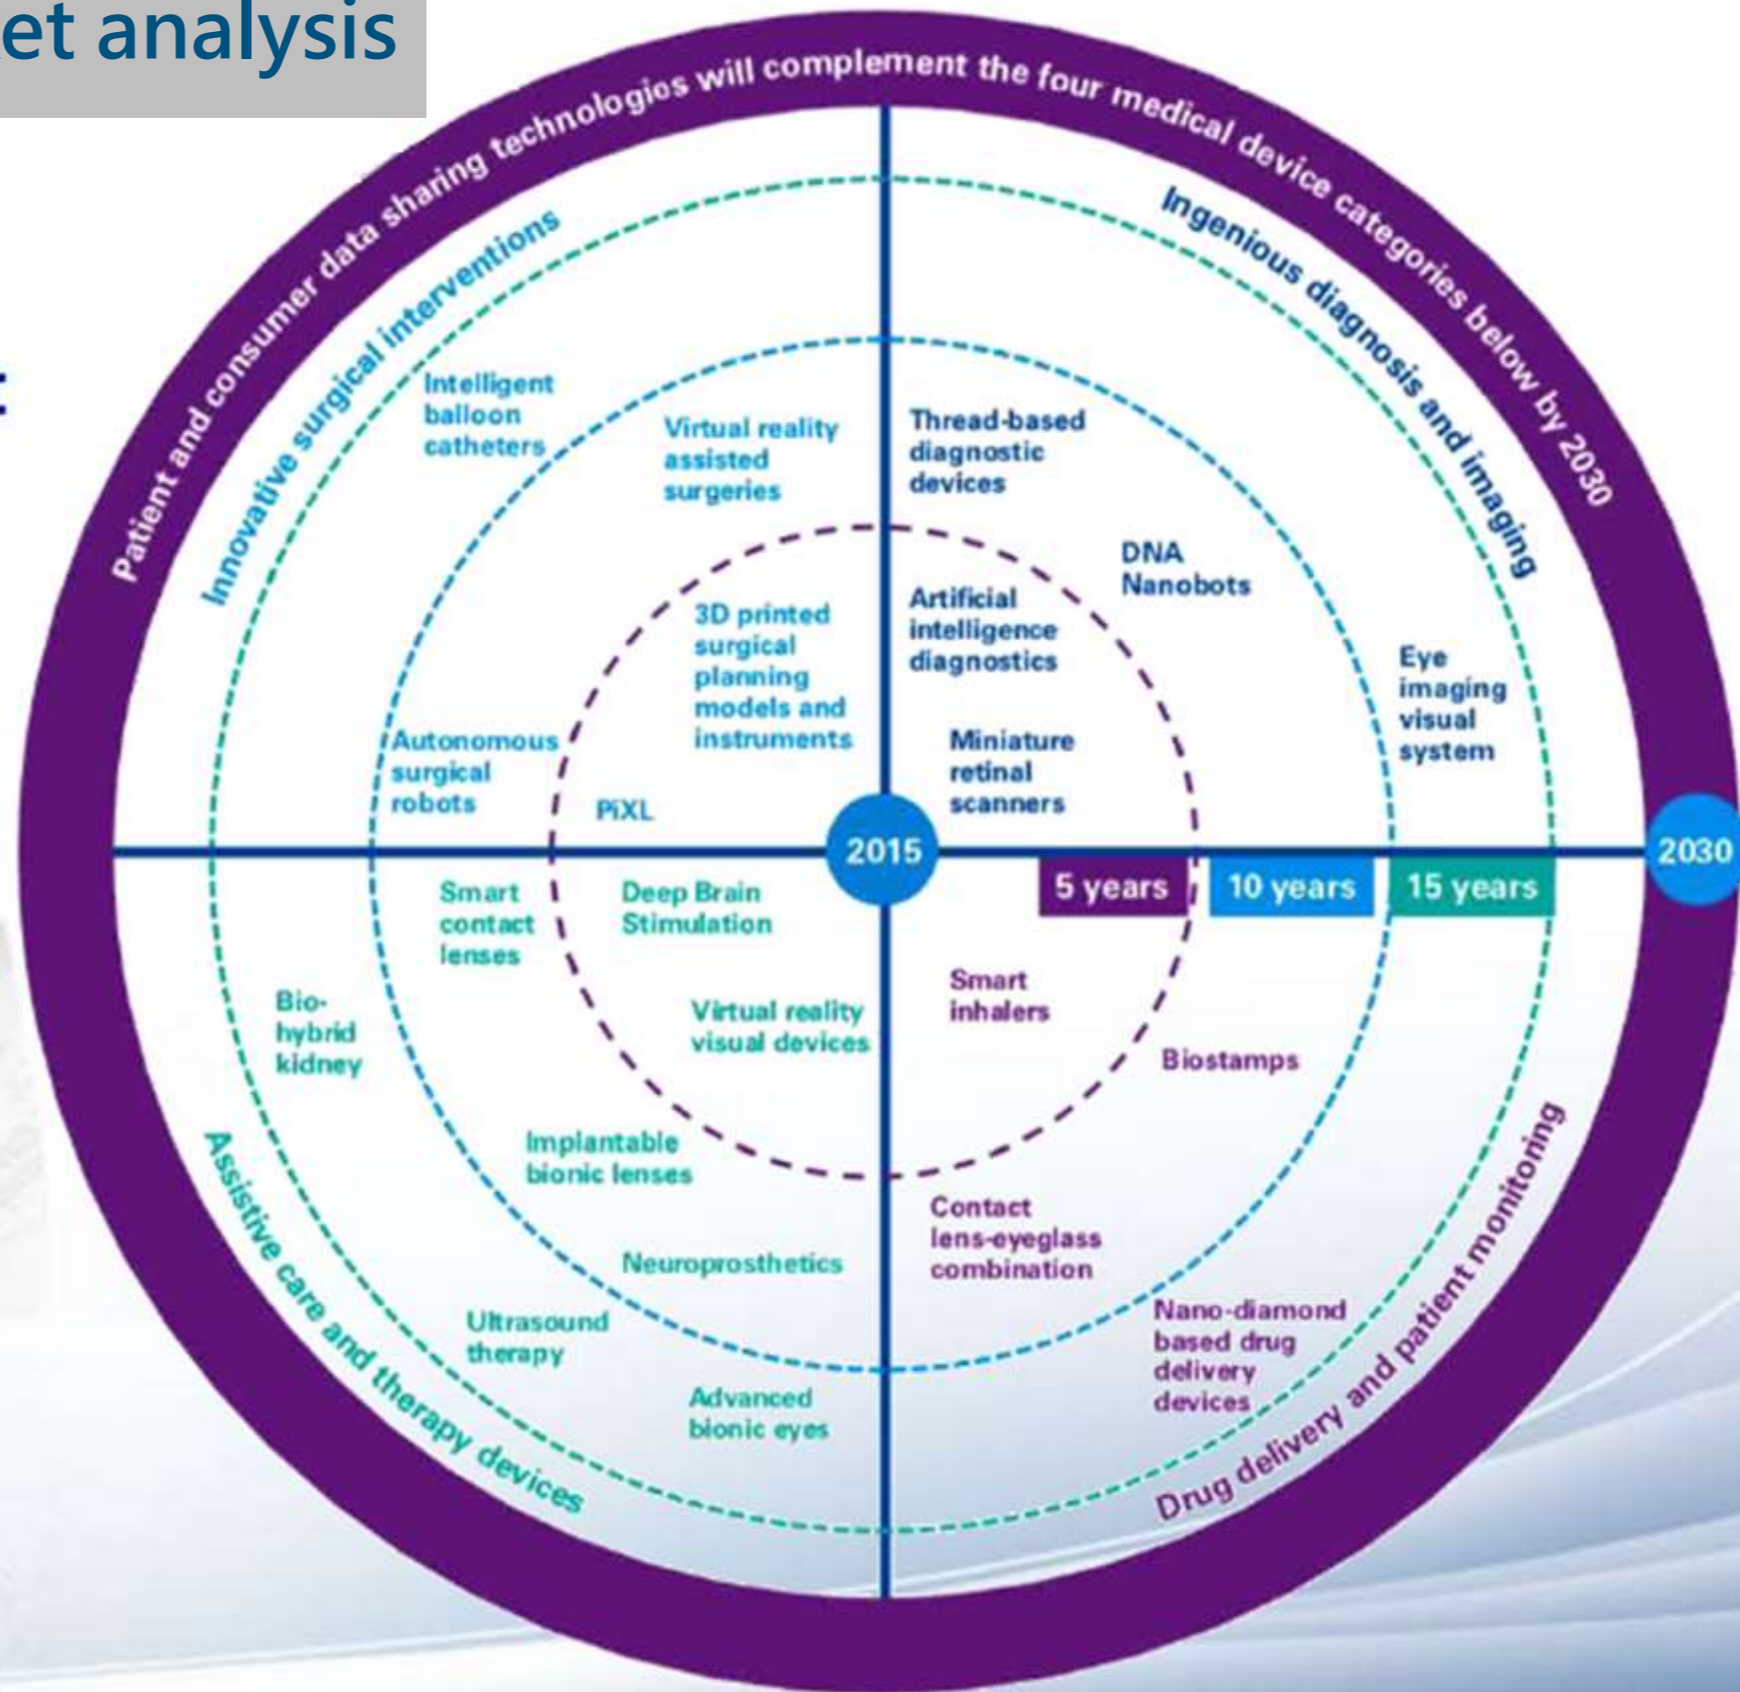 et analysis
Patient and consumer data sharing technologies will complement the four medical device categories below by 2030
Innovative surgical interventions
Ingenious diagnosis and imaging
Intelligent
balloon
catheters
Virtual reality
assisted
surgeries
Thread-based
diagnostic
devices
DNA
Nanobots
3D printed
surgical
planning
models and
instruments
Artificial
intelligence
diagnostics
Eye
imaging
visual
system
Autonomous
surgical
robots
PiXL
Miniature
retinal
scanners
2015
2030
5 years
10 years
15 years
Smart
contact
lenses
Deep Brain
Stimulation
Bio-
hybrid
kidney
Virtual reality
visual devices
Smart
inhalers
Biostamps
Implantable
bionic lenses
Neuroprosthetics
Contact
lens-eyeglass
combination
Ultrasound
therapy
Advanced
bionic eyes
Nano-diamond
based drug
delivery
devices
Assistive care and therapy devices
Drug delivery and patient monitoring